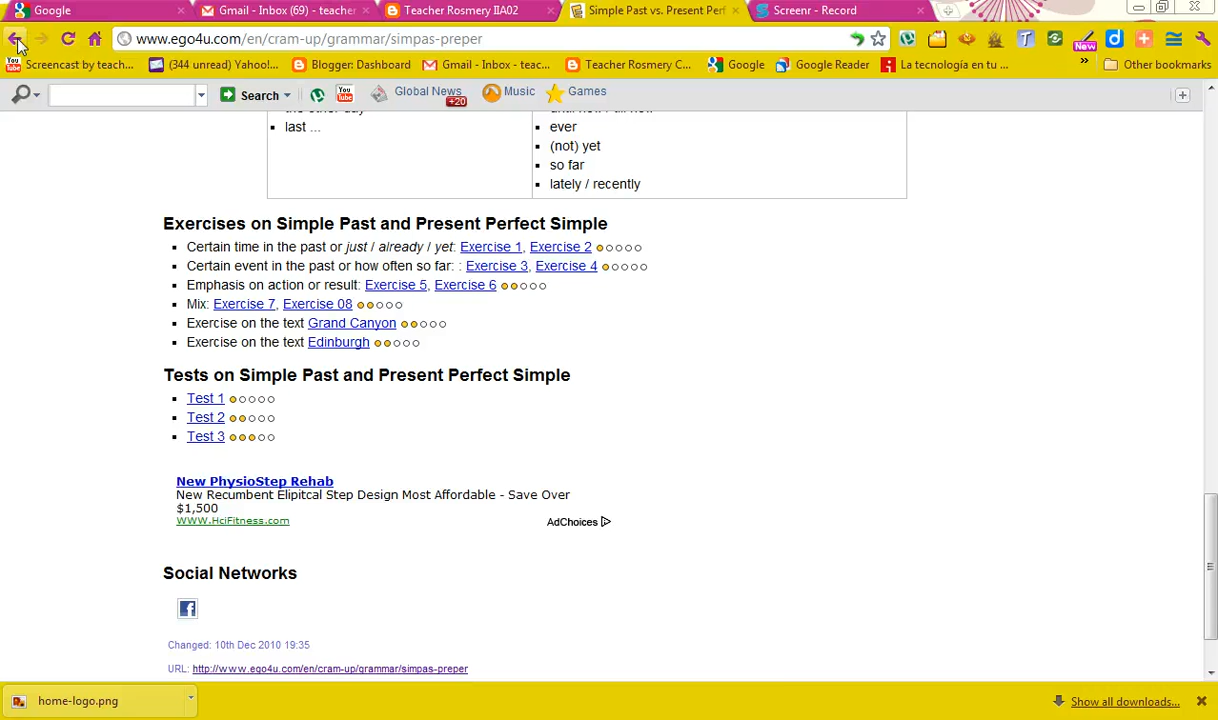 Google
Gmail - Inbox (69) - teacher
Teacher Rosmery IIA02
Simple Past vs. Present Perf
Screenr - Record
www.ego4u.com/en/cram-up/grammar/simpas-preper
New
Screencast by teach...
(344 unread) Yahoo!...
Blogger: Dashboard
Gmail - Inbox - teac...
Teacher Rosmery C...
Google
Google Reader
La tecnología en tu ...
» Other bookmarks
Search
Global News +20
Music
Games
the other day
until now / till now
last ...
ever
(not) yet
so far
lately / recently
Exercises on Simple Past and Present Perfect Simple
Certain time in the past or just / already / yet: Exercise 1, Exercise 2
Certain event in the past or how often so far: : Exercise 3, Exercise 4
Emphasis on action or result: Exercise 5, Exercise 6
Mix: Exercise 7, Exercise 08
Exercise on the text Grand Canyon
Exercise on the text Edinburgh
Tests on Simple Past and Present Perfect Simple
Test 1
Test 2
Test 3
New PhysioStep Rehab
New Recumbent Elipitcal Step Design Most Affordable - Save Over
$1,500
WWW.HciFitness.com
AdChoices
Social Networks
Changed: 10th Dec 2010 19:35
URL: http://www.ego4u.com/en/cram-up/grammar/simpas-preper
home-logo.png
Show all downloads...